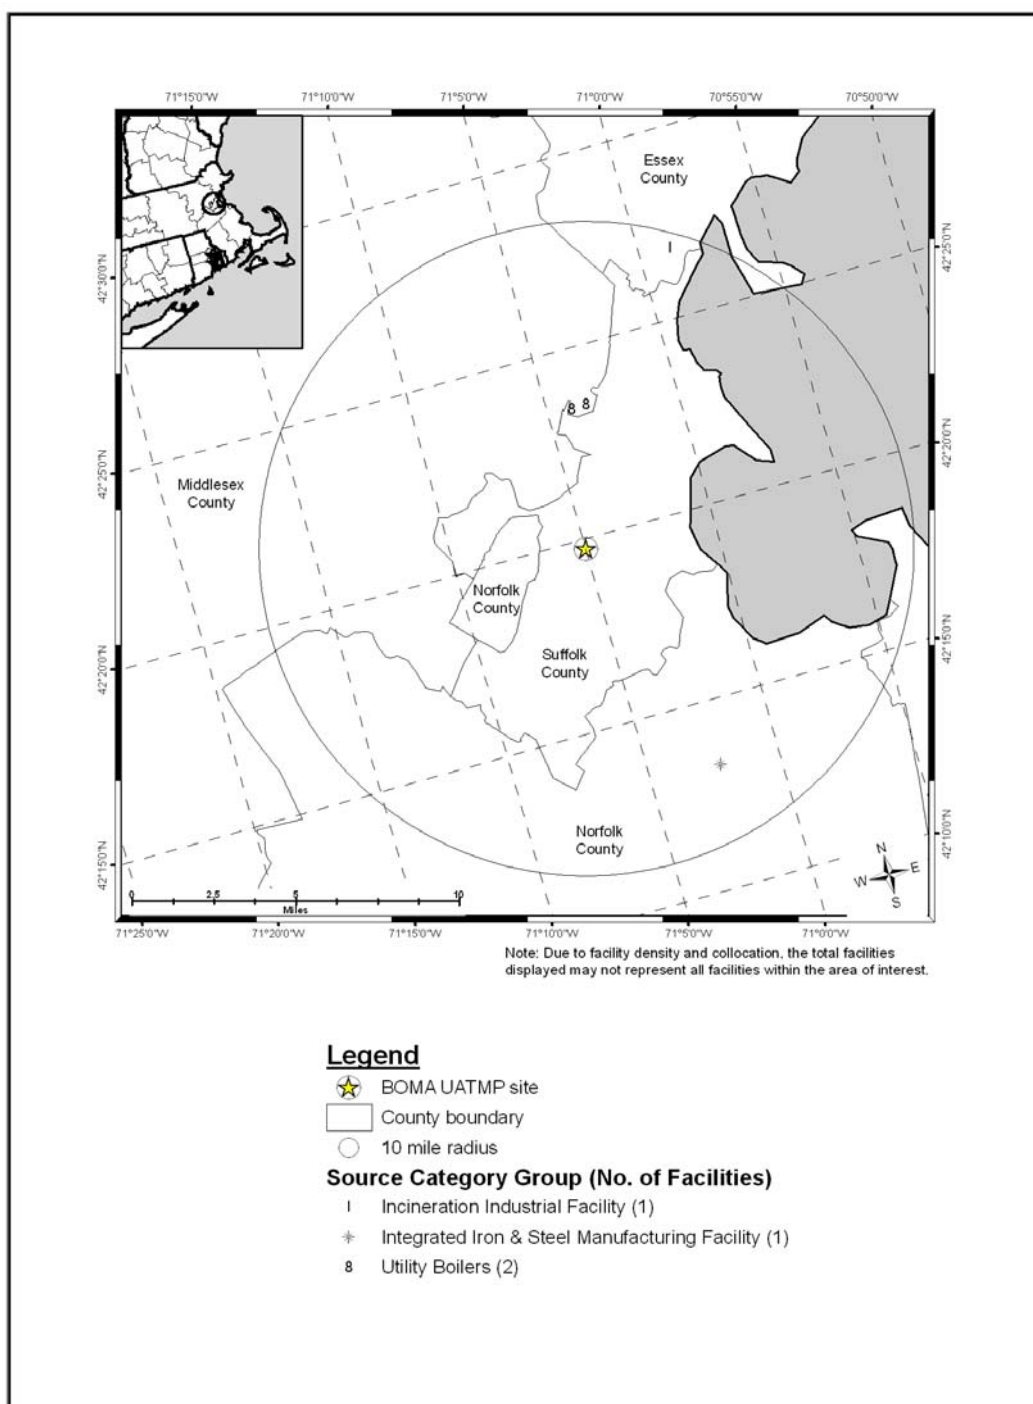 71°15'0"W 71°10'0"W 71°5'0"W 71°0'0"W 70°55'0"W 70°50'0"W
Essex
County
42°30'0"N
42°25'0"N
42°25'0"N
42°20'0"N
8 8
Middlesex
County
Norfolk
County
42°20'0"N
42°15'0"N
Suffolk
County
Norfolk
County
42°15'0"N
42°10'0"N
N
W E
S
0 2.5 5 10
Miles
71°25'0"W 71°20'0"W 71°15'0"W 71°10'0"W 71°5'0"W 71°0'0"W
Note: Due to facility density and collocation, the total facilities
displayed may not represent all facilities within the area of interest.
Legend
BOMA UATMP site
County boundary
10 mile radius
Source Category Group (No. of Facilities)
I Incineration Industrial Facility (1)
Integrated Iron & Steel Manufacturing Facility (1)
8 Utility Boilers (2)